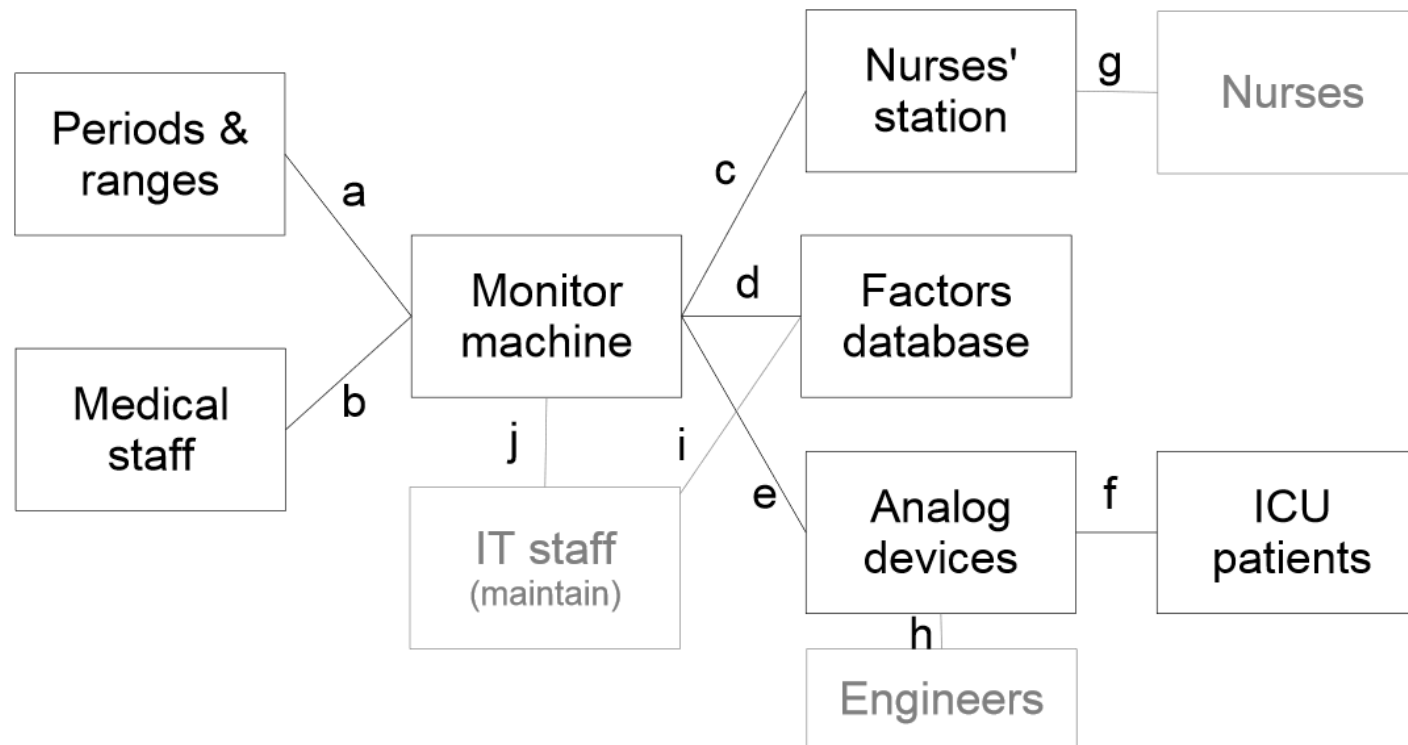 Periods &
ranges
a
Medical
staff
b
Monitor
machine
j
IT staff
(maintain)
c
d
i
e
Nurses'
station
g
Nurses
Factors
database
Analog
devices
f
ICU
patients
h
Engineers